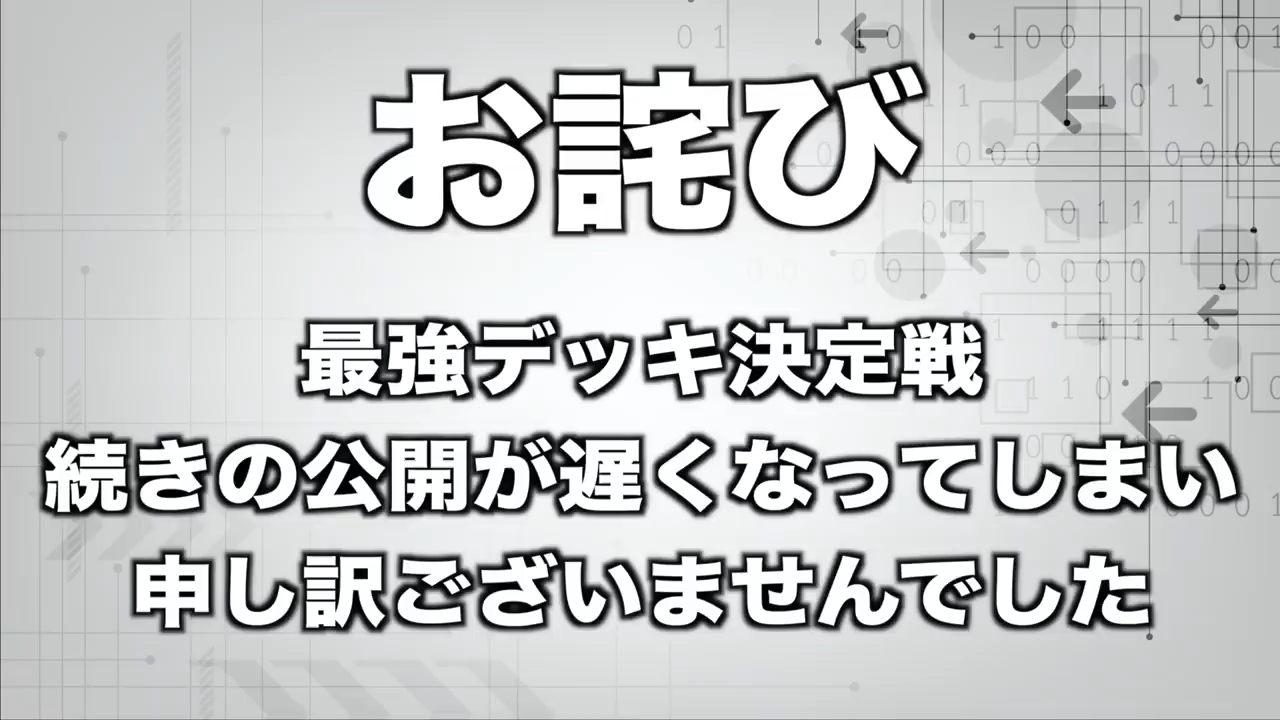 お詫び
最強デッキ決定戦
続きの公開が遅くなってしまい
申し訳ございませんでした